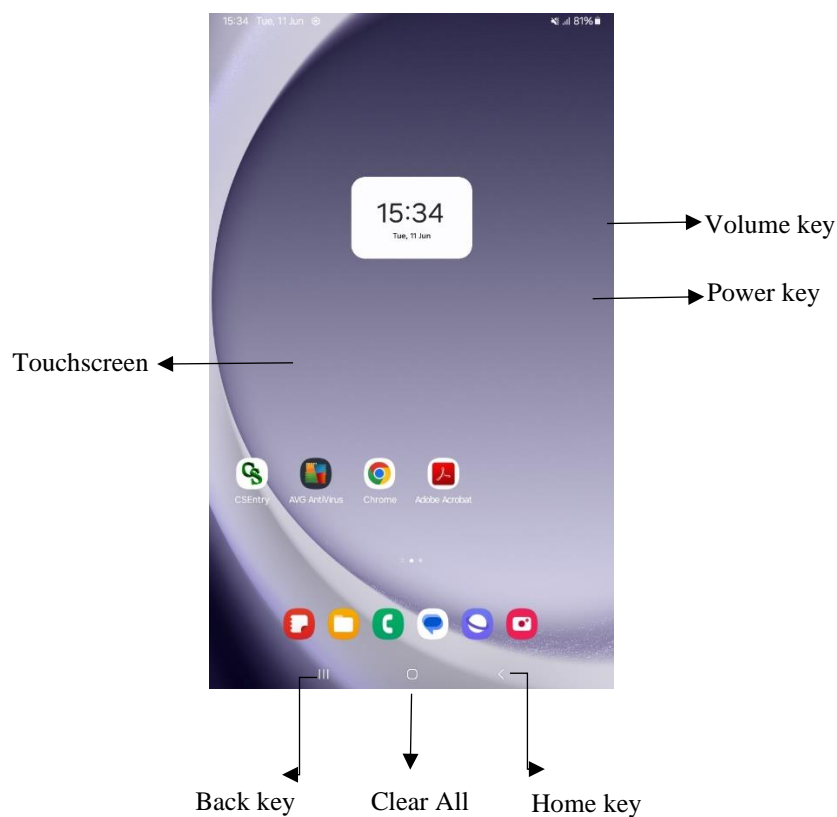 15:34 Tue, 11 Jun
81%
15:34
Tue, 11 Jun
Volume key
Power key
Touchscreen
CSEntry AVG AntiVirus Chrome Adobe Acrobat
Back key Clear All Home key